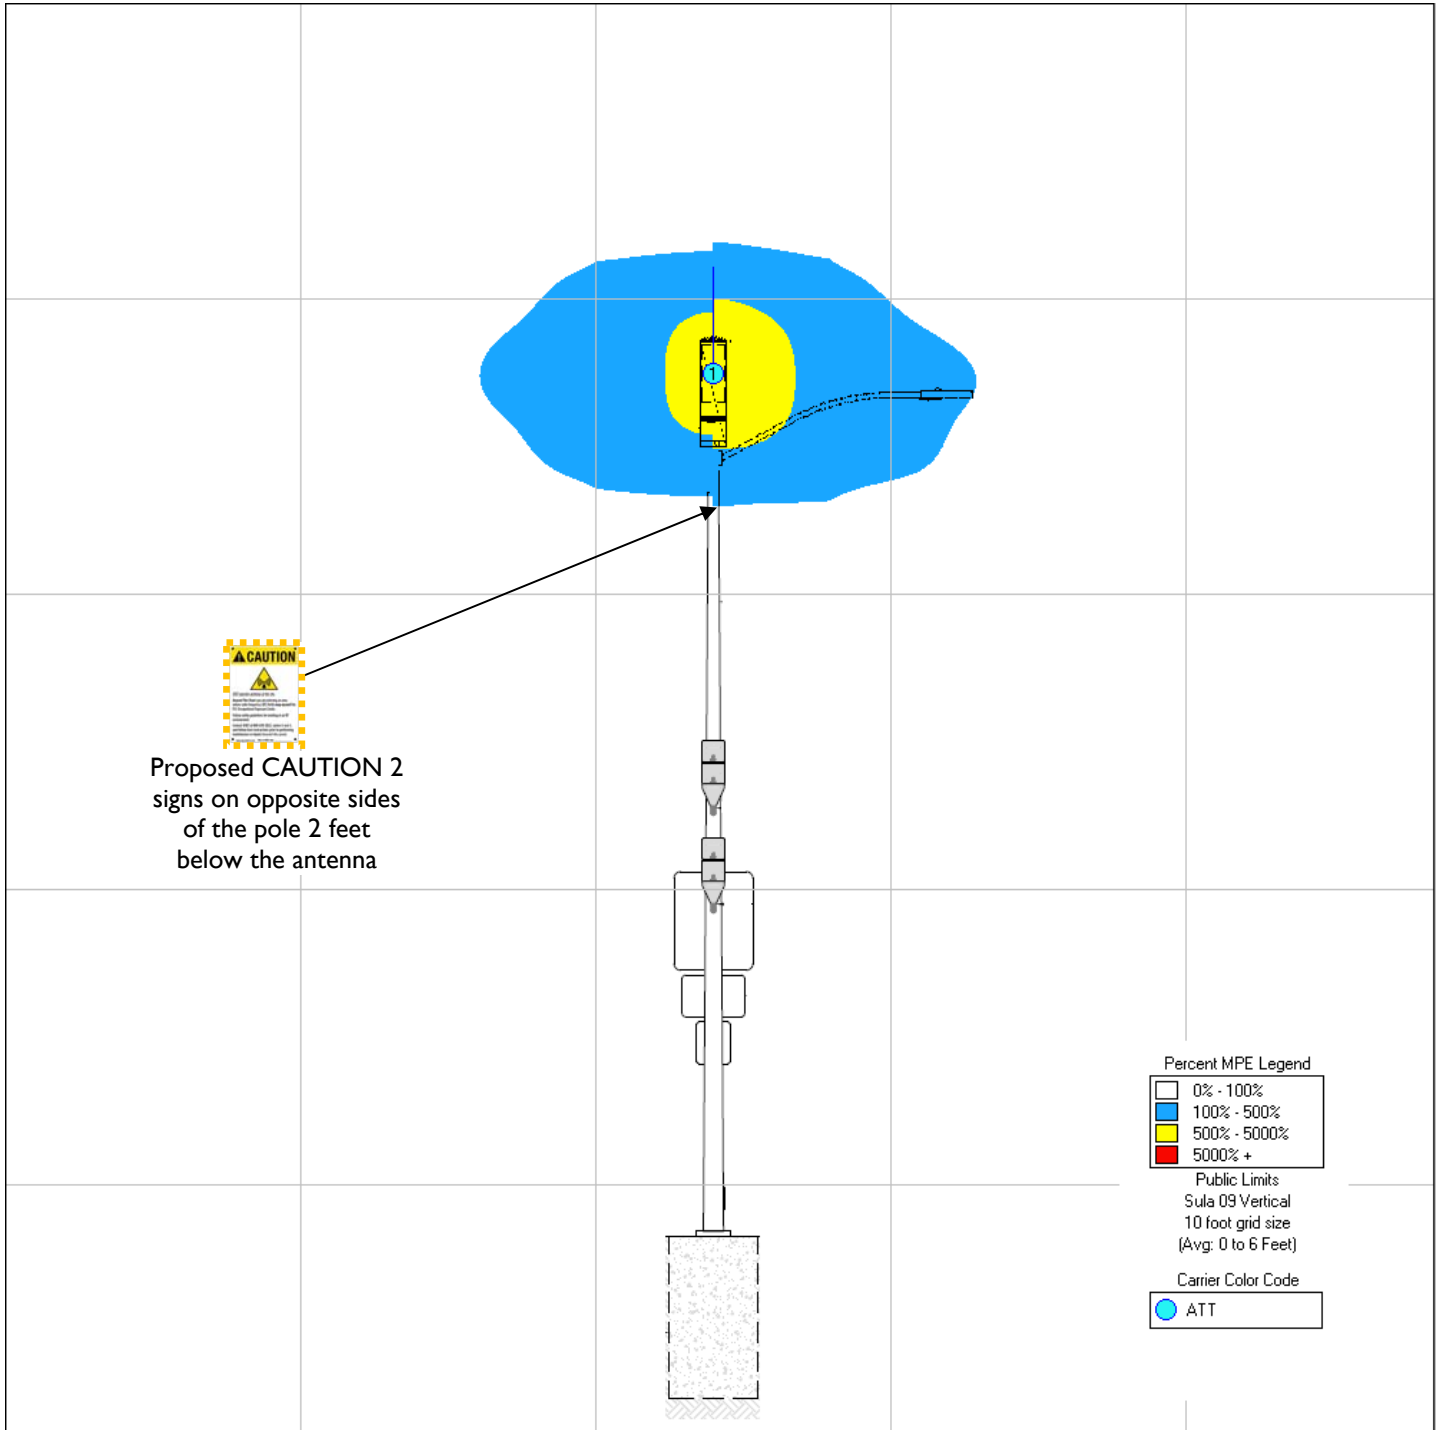 1
CAUTION
Proposed CAUTION 2
signs on opposite sides
of the pole 2 feet
below the antenna
Percent MPE Legend
0% - 100%
100% - 500%
500% - 5000%
5000% +
Public Limits
Sula 09 Vertical
10 foot grid size
(Avg: 0 to 6 Feet)
Carrier Color Code
ATT